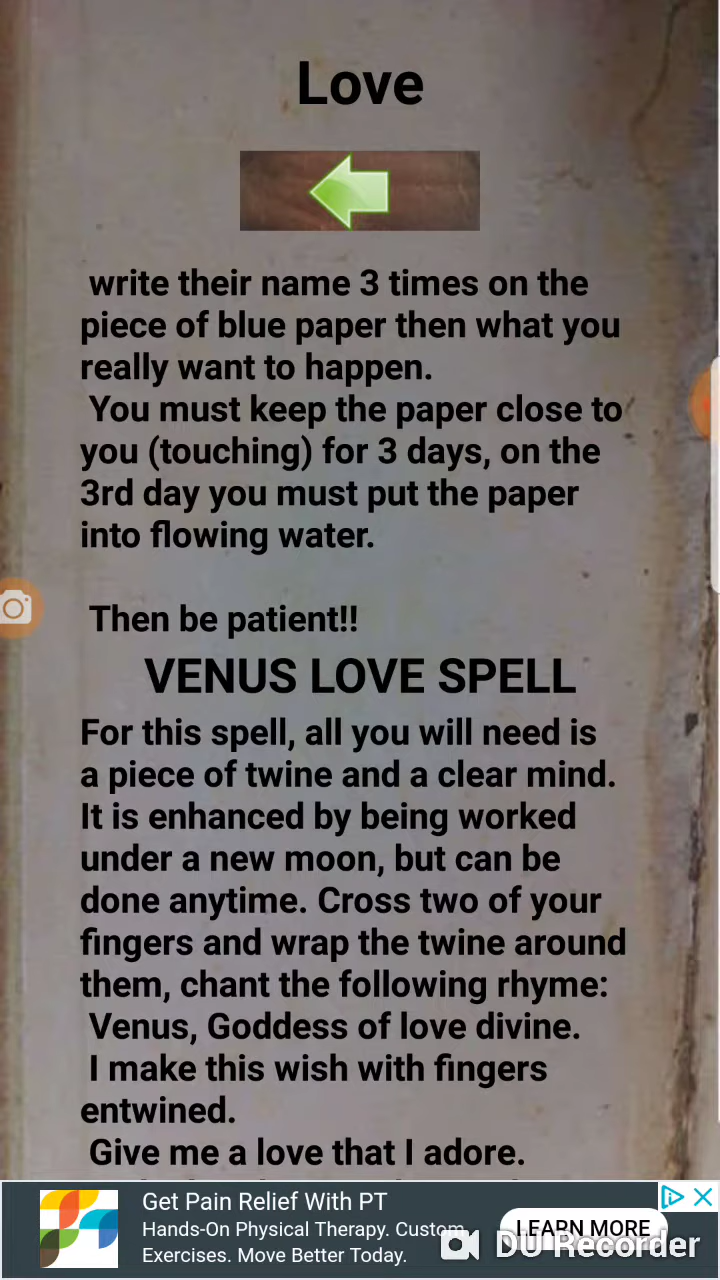 Love
write their name 3 times on the
piece of blue paper then what you
really want to happen.
You must keep the paper close to
you (touching) for 3 days, on the
3rd day you must put the paper
into flowing water.
Then be patient!!
VENUS LOVE SPELL
For this spell, all you will need is
a piece of twine and a clear mind.
It is enhanced by being worked
under a new moon, but can be
done anytime. Cross two of your
fingers and wrap the twine around
them, chant the following rhyme:
Venus, Goddess of love divine.
I make this wish with fingers
entwined.
Give me a love that I adore.
Get Pain Relief With PT
Hands-On Physical Therapy. Custom
Exercises. Move Better Today.
LEARN MORE
DU Recorder